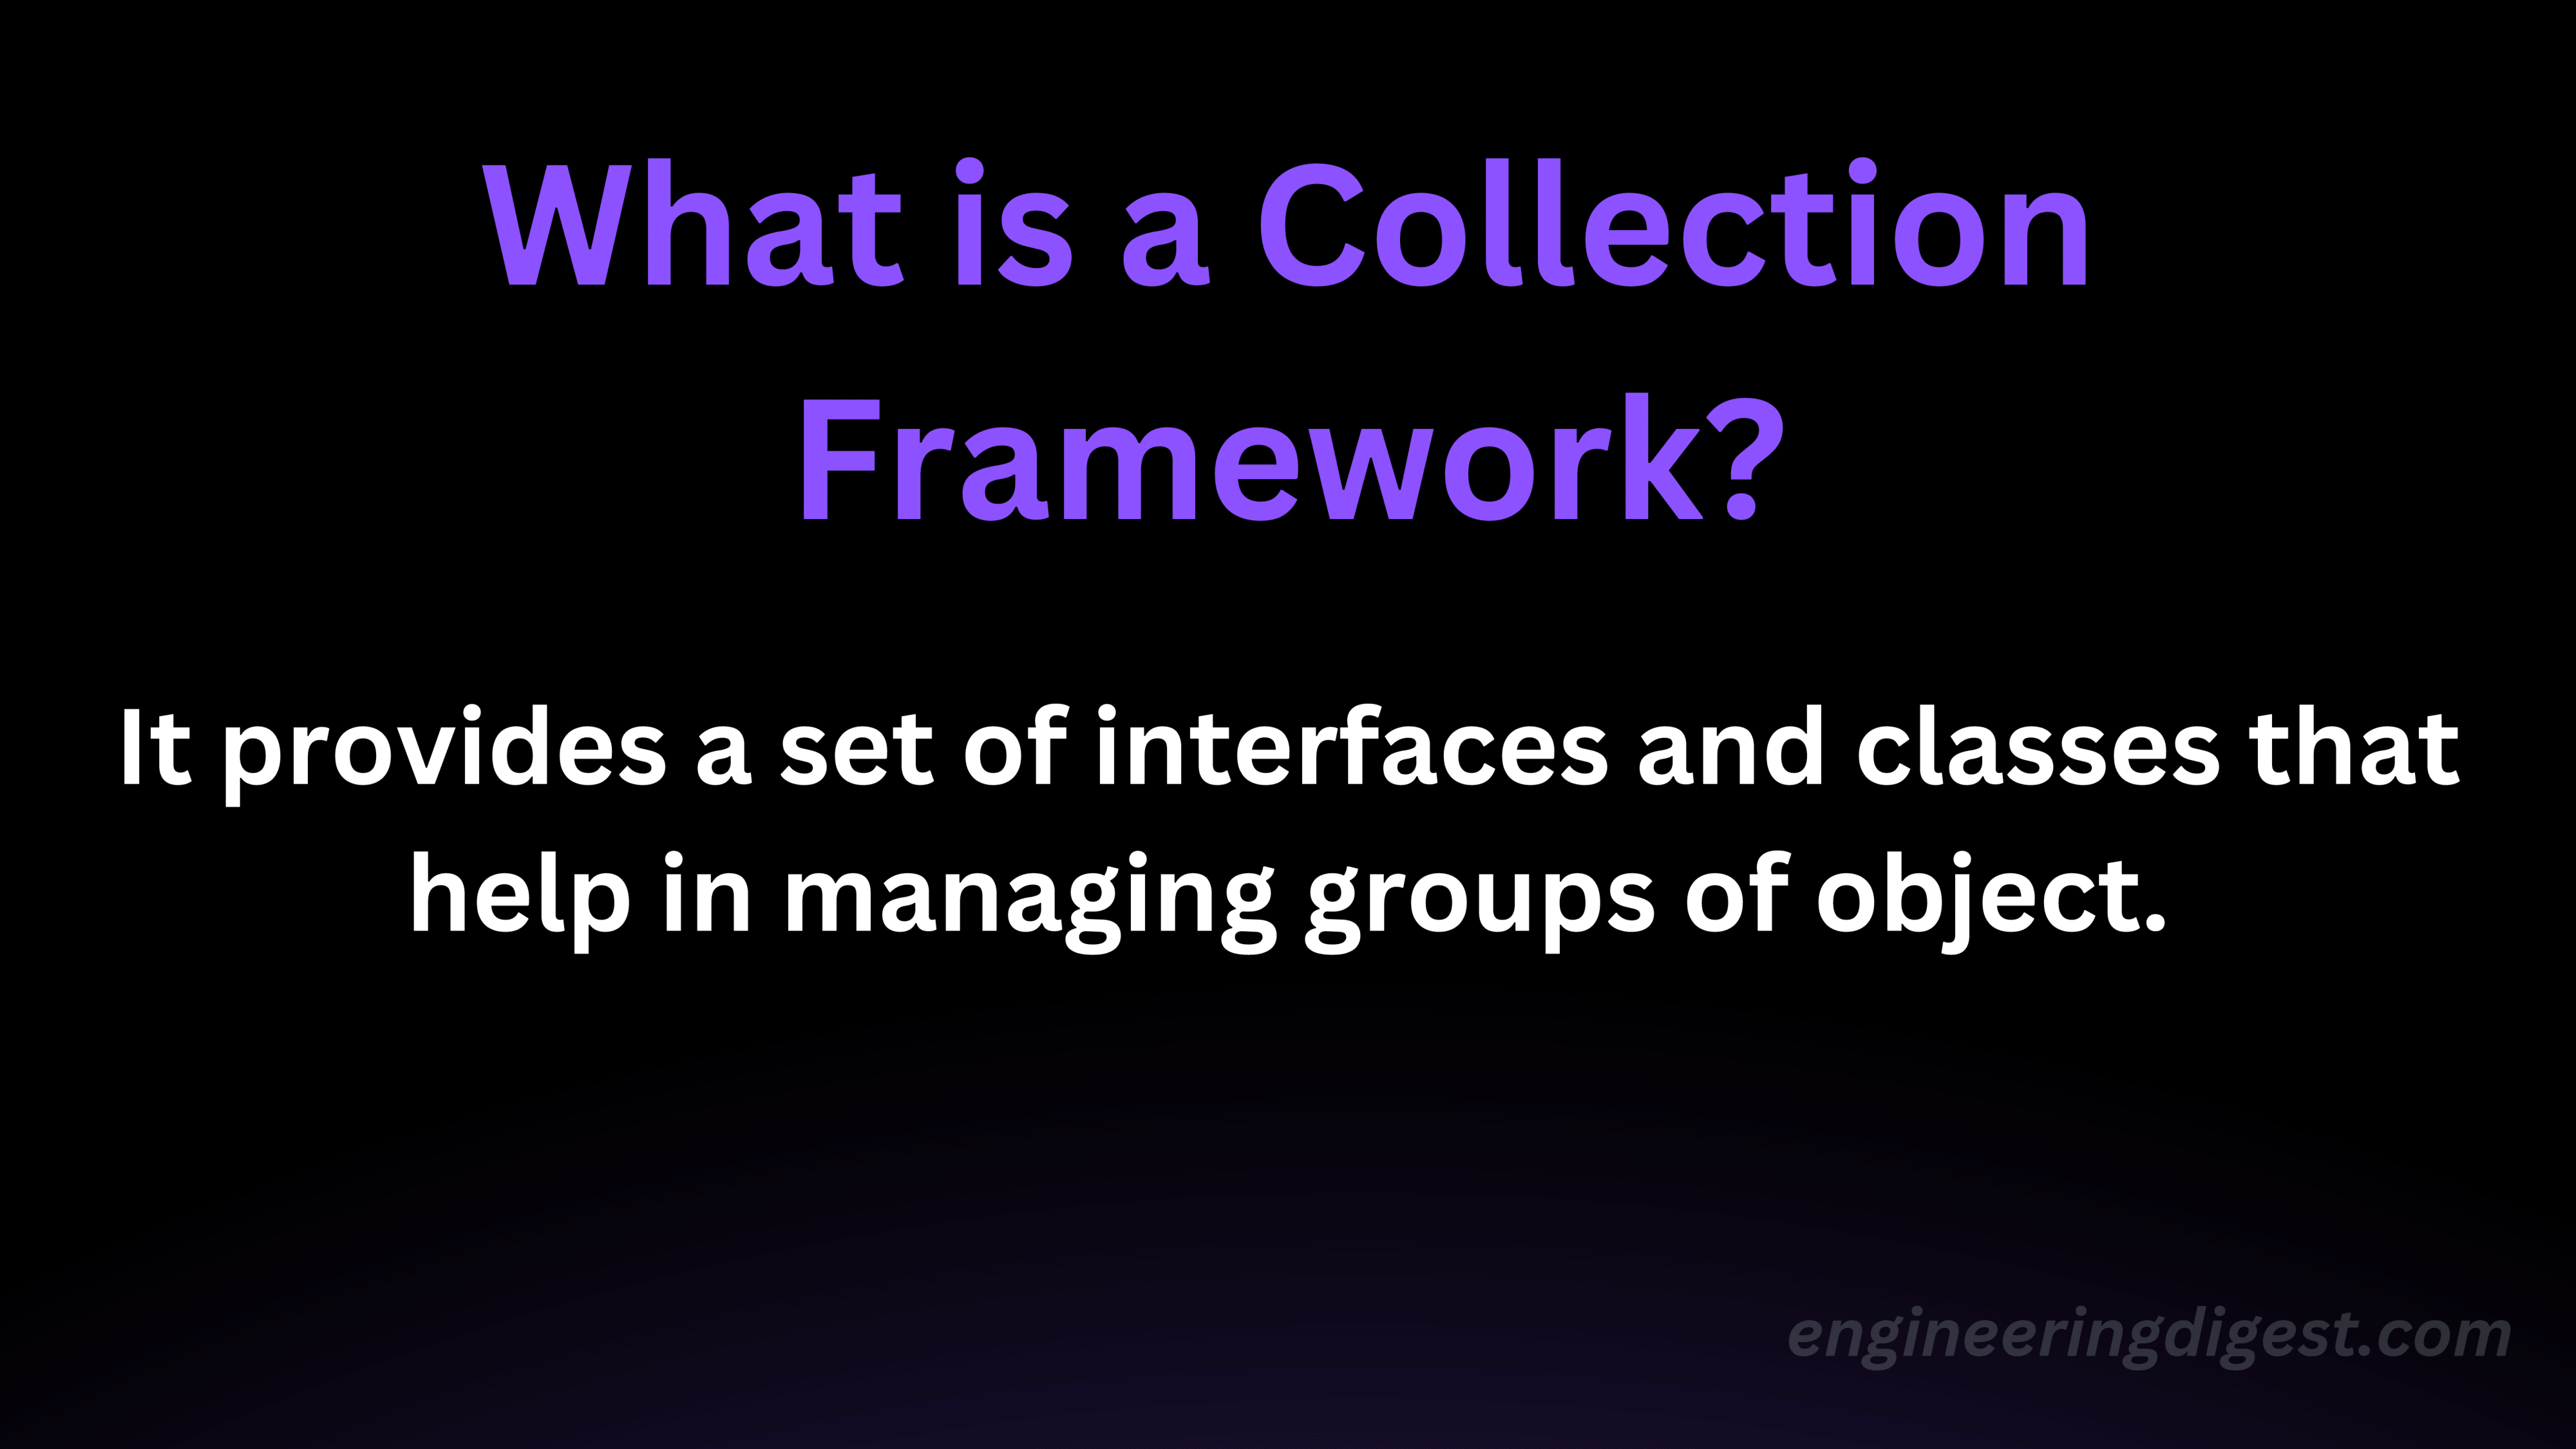 What is a Collection
Framework?
It provides a set of interfaces and classes that
help in managing groups of object.
engineeringdigest.com